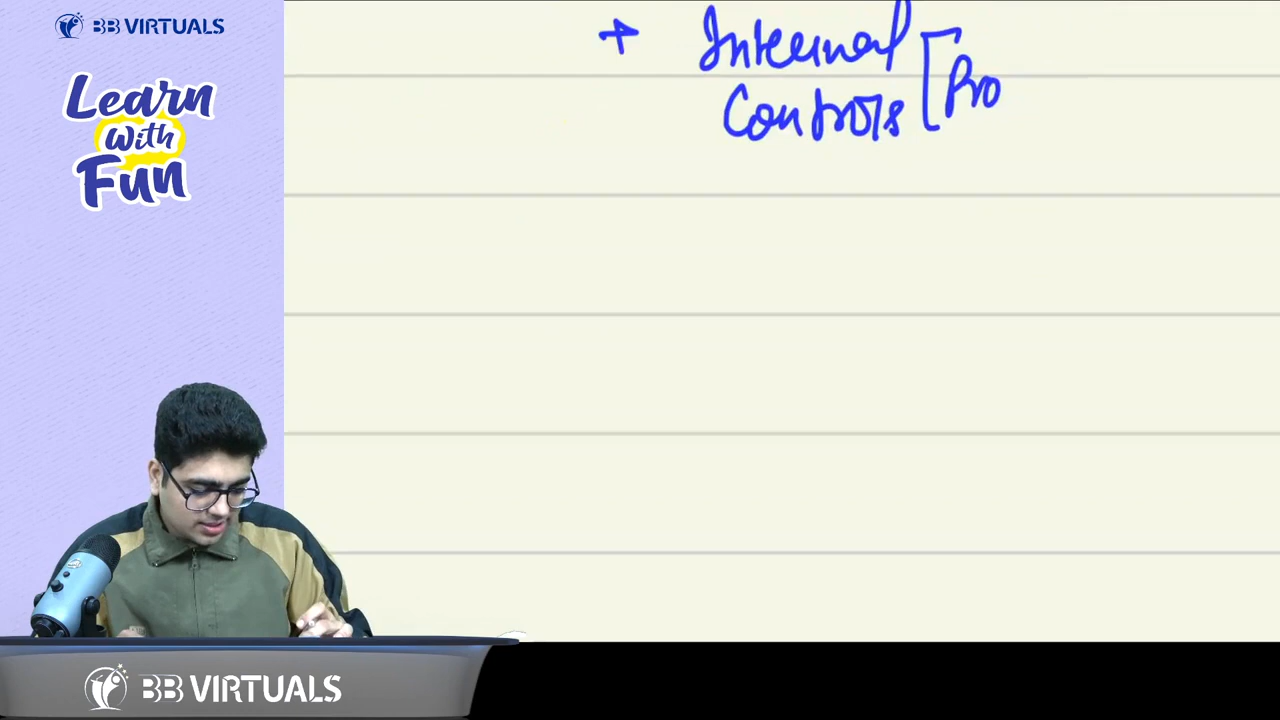 BB VIRTUALS
Learn
With
Fun
+ Internal
Controls [Pro
BB VIRTUALS